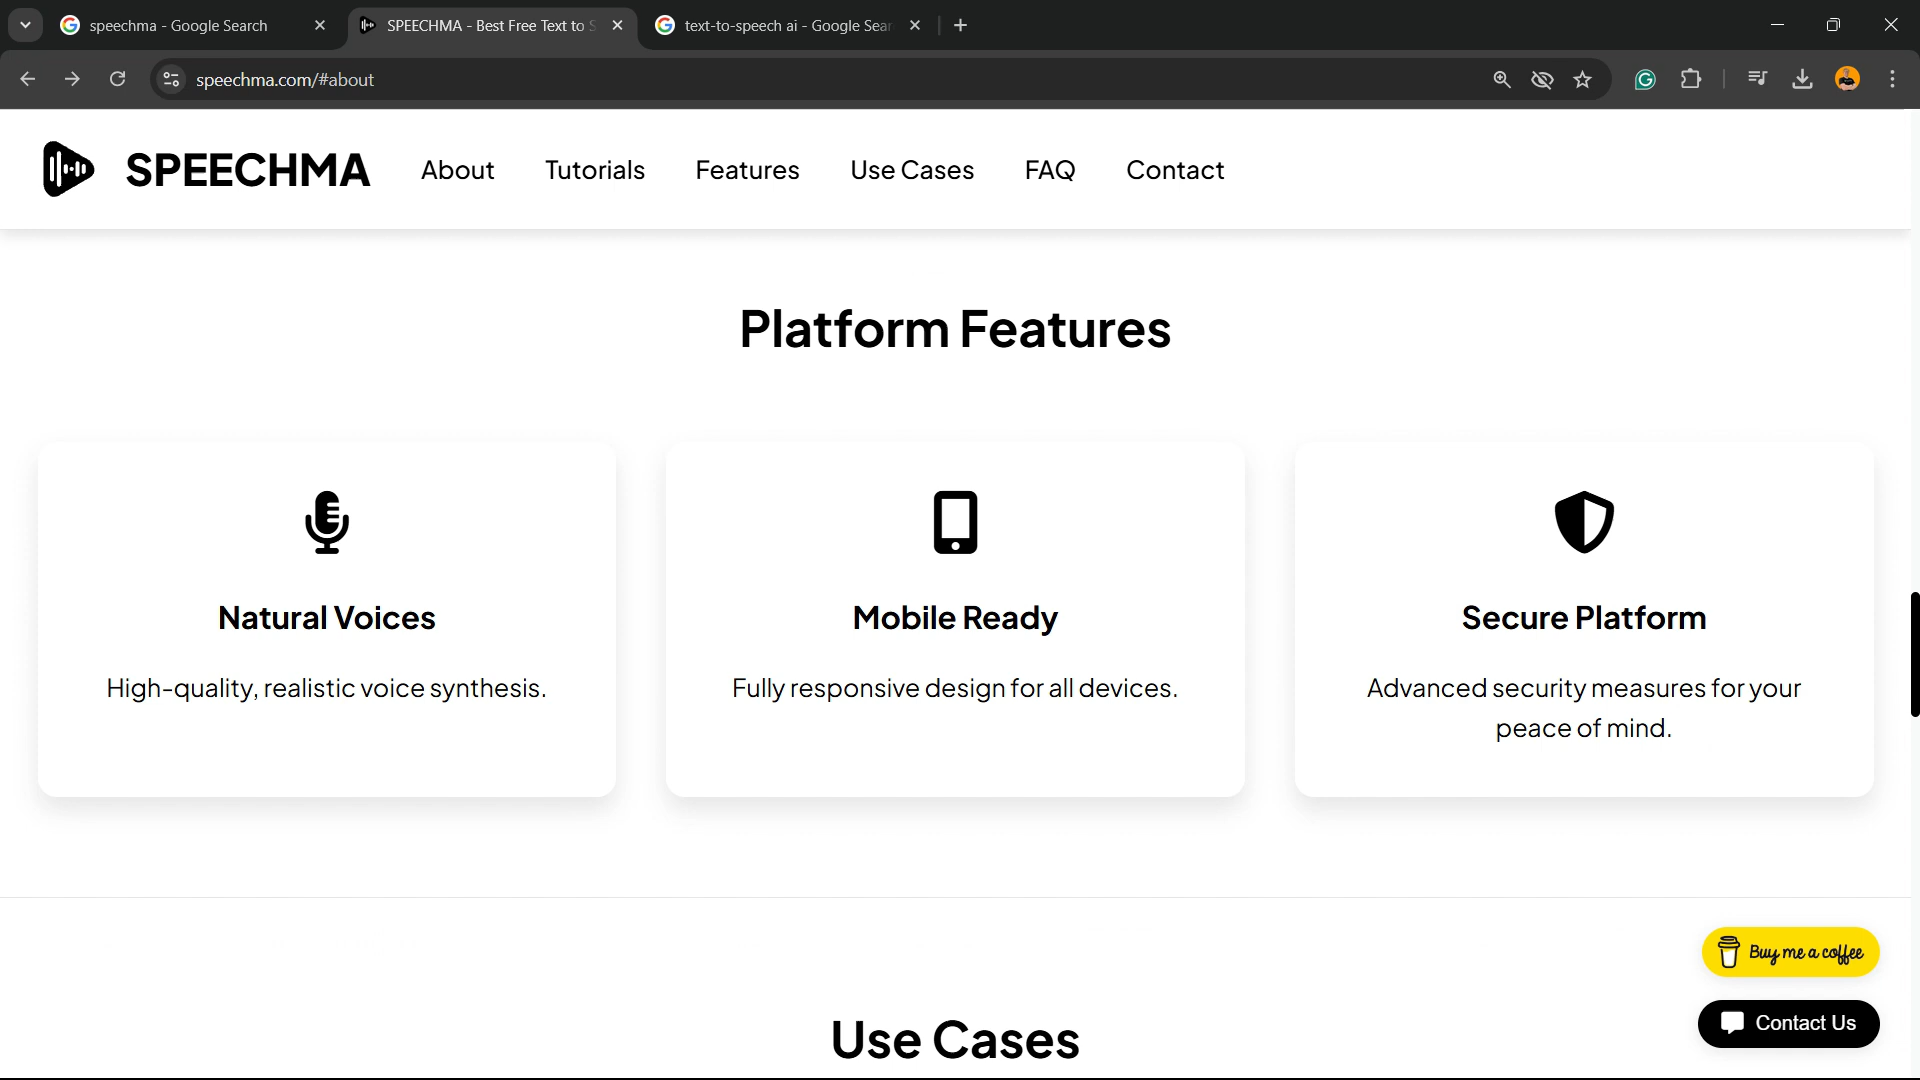 speechma - Google Search
SPEECHMA - Best Free Text to S
text-to-speech ai - Google Sear
speechma.com/#about
SPEECHMA
About
Tutorials
Features
Use Cases
FAQ
Contact
Platform Features
Natural Voices
High-quality, realistic voice synthesis.
Mobile Ready
Fully responsive design for all devices.
Secure Platform
Advanced security measures for your
peace of mind.
Buy me a coffee
Contact Us
Use Cases